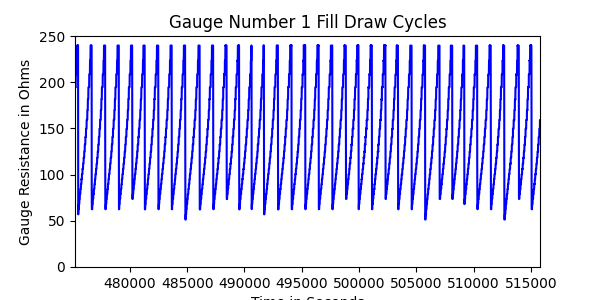 Gauge Number 1 Fill Draw Cycles
Gauge Resistance in Ohms
250
200
150
100
50
0
480000 485000 490000 495000 500000 505000 510000 515000
Time in Seconds